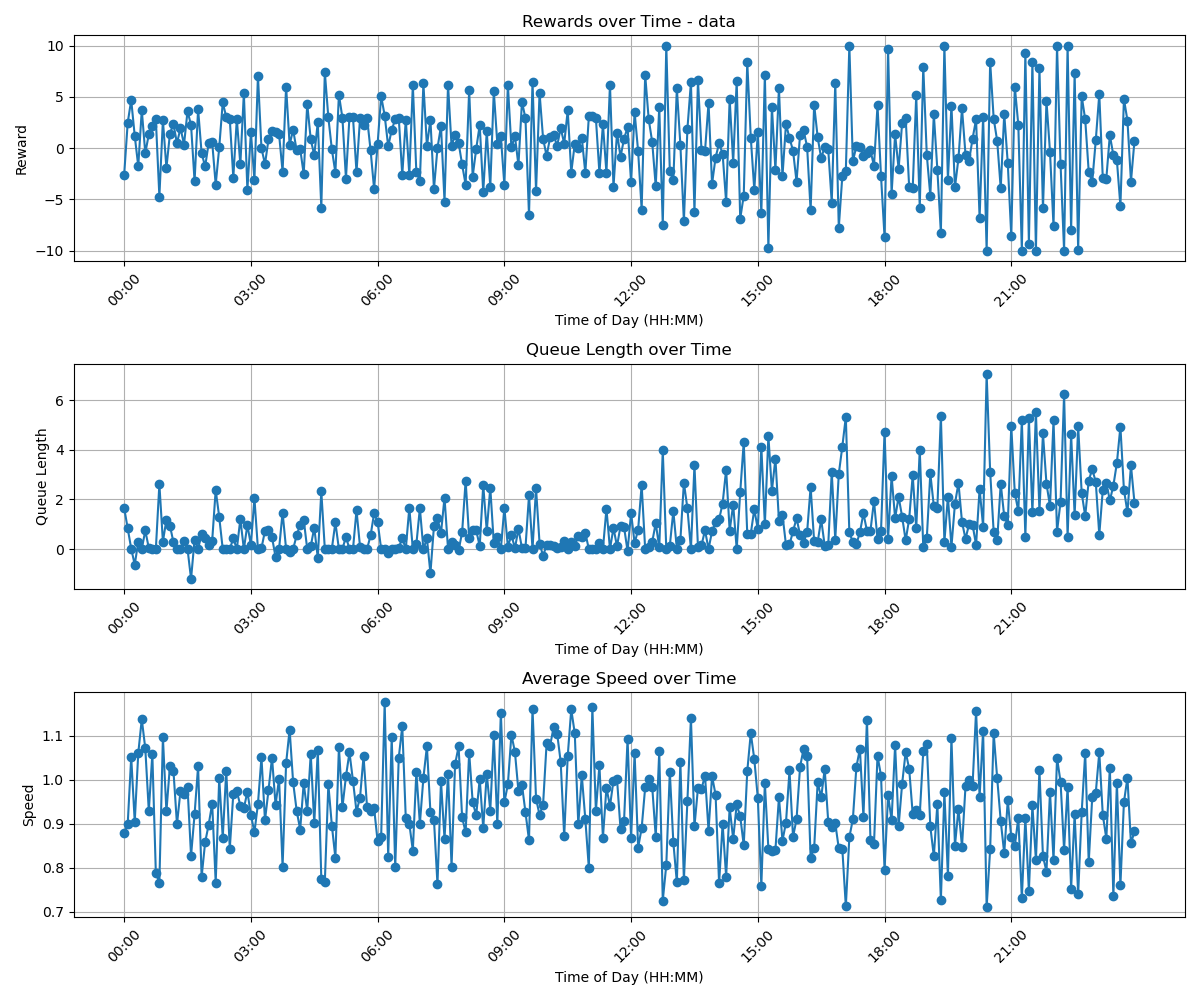 Rewards over Time - data
10
5
0
−5
−10
Reward
00:00 03:00 06:00 09:00 12:00 15:00 18:00 21:00
Time of Day (HH:MM)
Queue Length over Time
6
4
2
0
Queue Length
00:00 03:00 06:00 09:00 12:00 15:00 18:00 21:00
Time of Day (HH:MM)
Average Speed over Time
1.1
1.0
0.9
0.8
0.7
Speed
00:00 03:00 06:00 09:00 12:00 15:00 18:00 21:00
Time of Day (HH:MM)